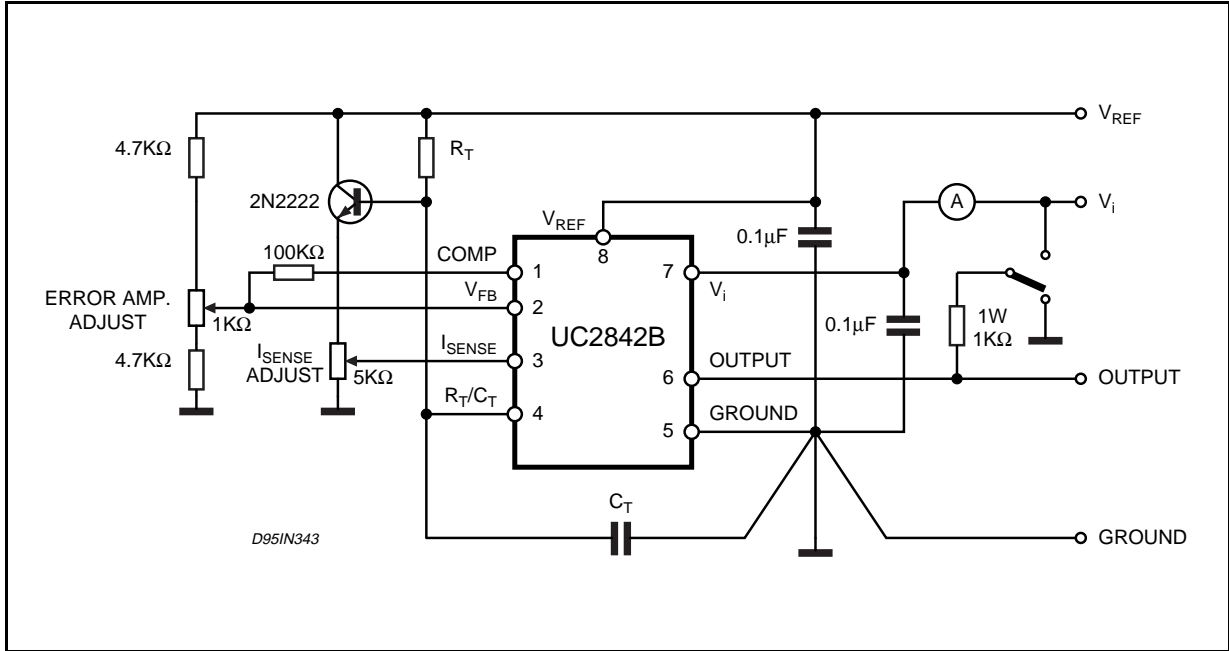 V_REF
4.7KΩ
R_T
2N2222
V_i
A
V_REF
8
0.1µF
100KΩ
COMP
1
7
V_i
V_FB
2
ERROR AMP.
ADJUST
1KΩ
UC2842B
0.1µF
1W
1KΩ
4.7KΩ
I_SENSE
ADJUST
5KΩ
I_SENSE
3
OUTPUT
6
OUTPUT
R_T/C_T
4
GROUND
5
C_T
D95IN343
GROUND